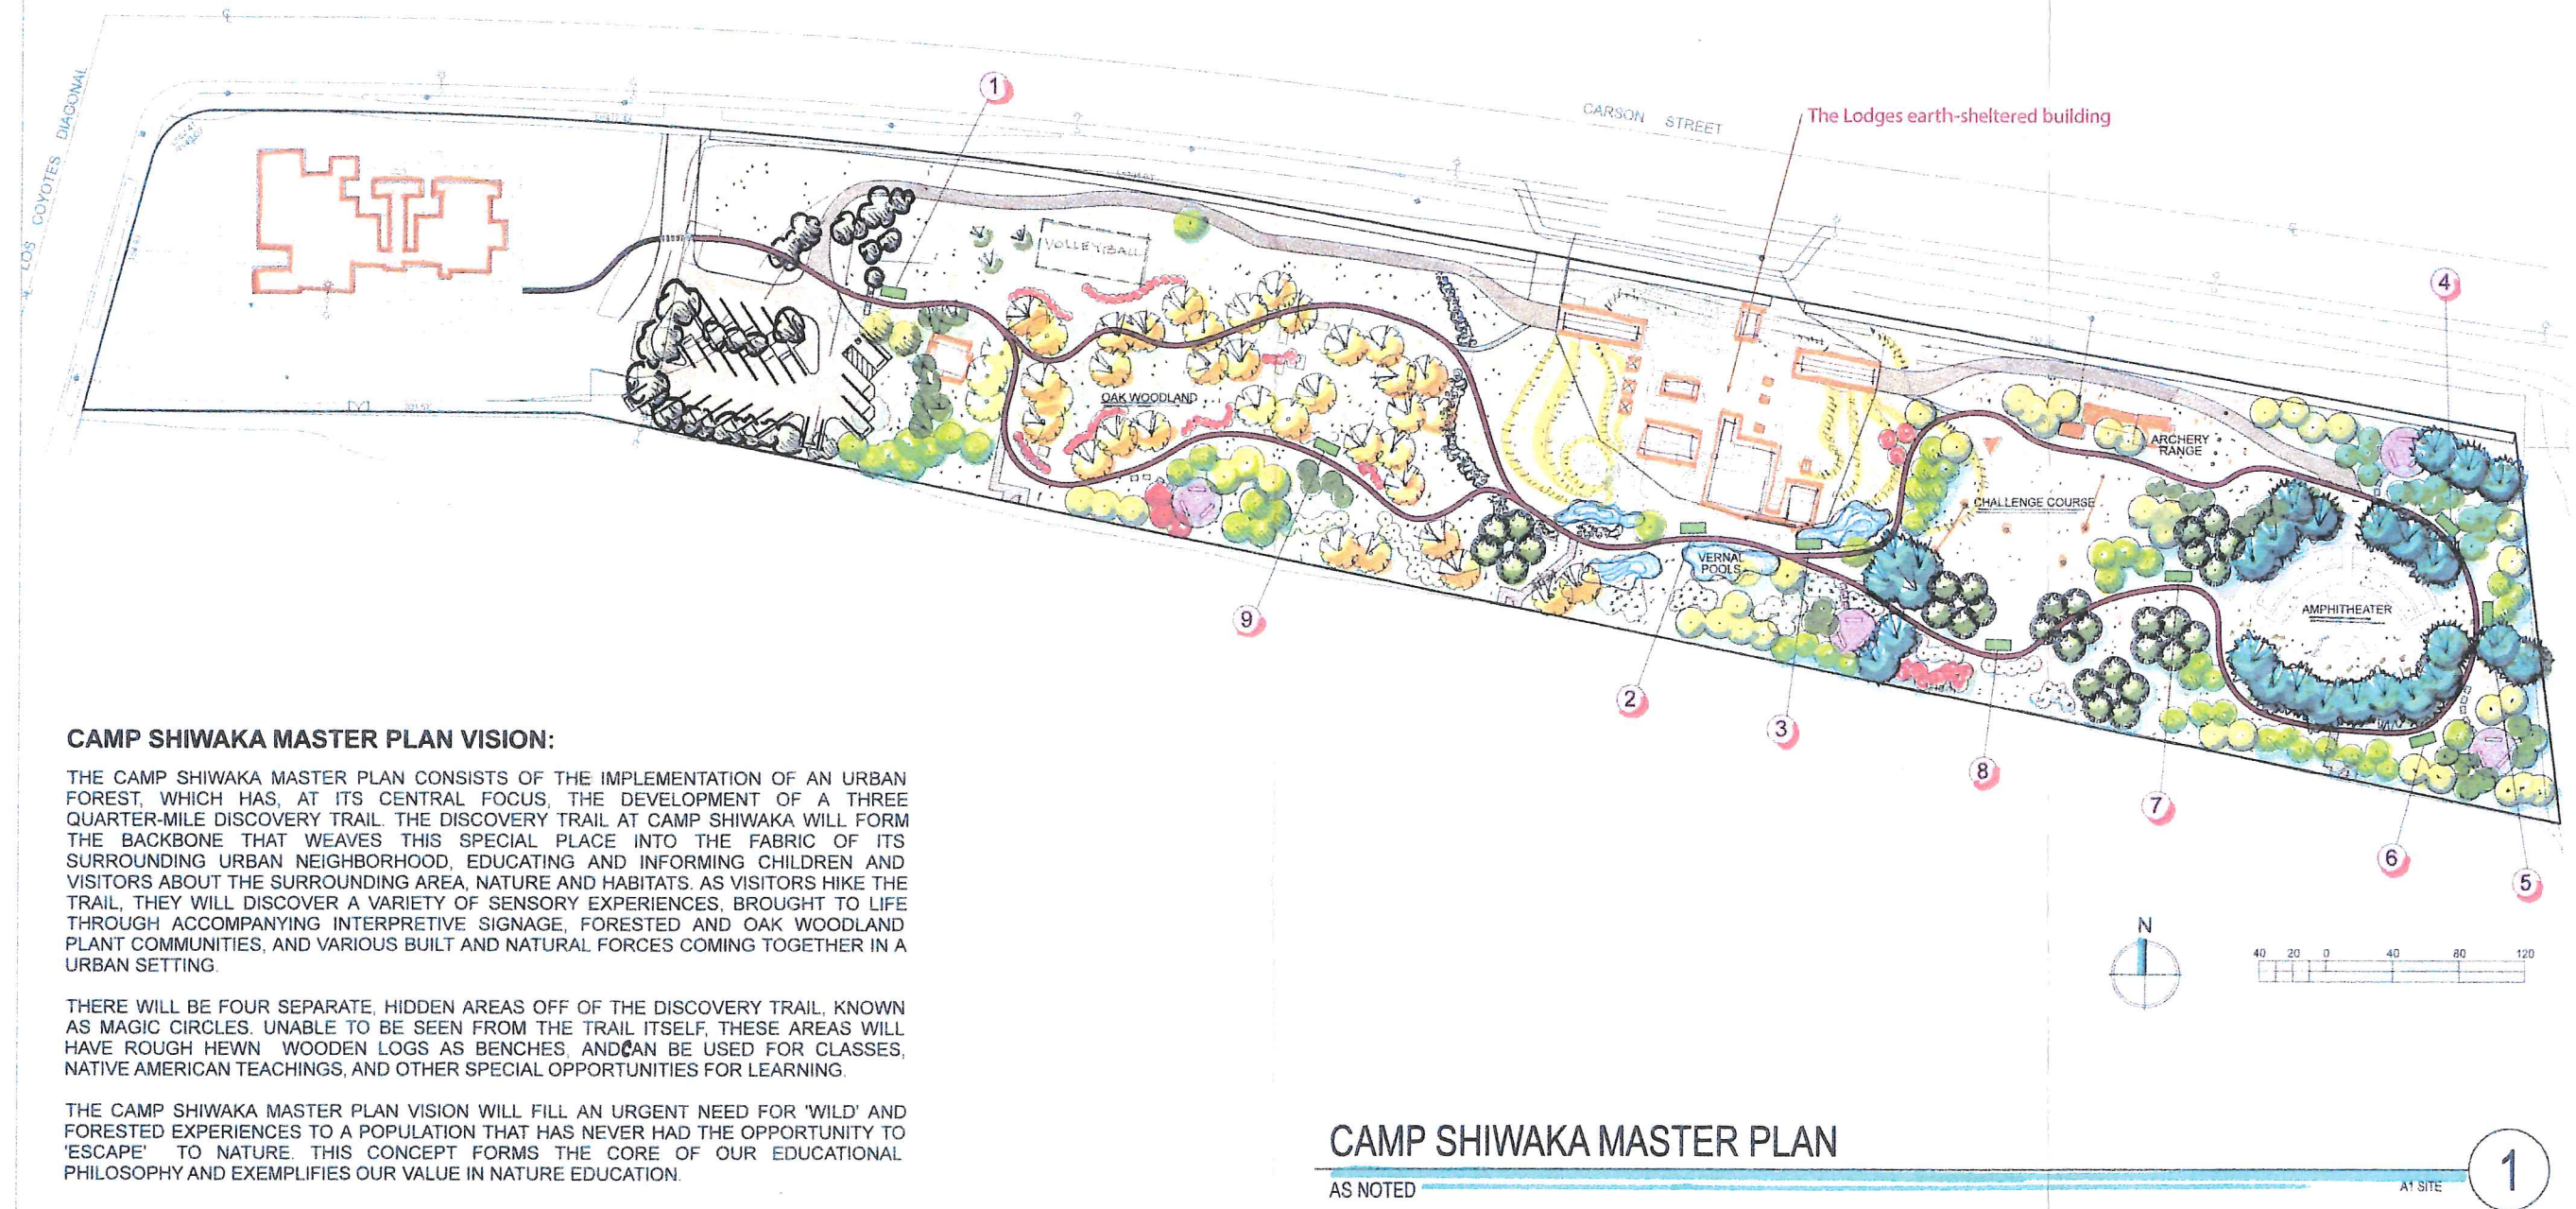 LOS COYOTES DIAGONAL
1
CARSON STREET
The Lodges earth-sheltered building
VOLLEYBALL
4
OAK WOODLAND
ARCHERY
RANGE
CHALLENGE COURSE
VERNAL
POOLS
AMPHITHEATER
9
2
3
8
7
6
5
CAMP SHIWAKA MASTER PLAN VISION:
THE CAMP SHIWAKA MASTER PLAN CONSISTS OF THE IMPLEMENTATION OF AN URBAN
FOREST, WHICH HAS, AT ITS CENTRAL FOCUS, THE DEVELOPMENT OF A THREE
QUARTER-MILE DISCOVERY TRAIL. THE DISCOVERY TRAIL AT CAMP SHIWAKA WILL FORM
THE BACKBONE THAT WEAVES THIS SPECIAL PLACE INTO THE FABRIC OF ITS
SURROUNDING URBAN NEIGHBORHOOD, EDUCATING AND INFORMING CHILDREN AND
VISITORS ABOUT THE SURROUNDING AREA, NATURE AND HABITATS. AS VISITORS HIKE THE
TRAIL, THEY WILL DISCOVER A VARIETY OF SENSORY EXPERIENCES, BROUGHT TO LIFE
THROUGH ACCOMPANYING INTERPRETIVE SIGNAGE, FORESTED AND OAK WOODLAND
PLANT COMMUNITIES, AND VARIOUS BUILT AND NATURAL FORCES COMING TOGETHER IN A
URBAN SETTING.
THERE WILL BE FOUR SEPARATE, HIDDEN AREAS OFF OF THE DISCOVERY TRAIL, KNOWN
AS MAGIC CIRCLES. UNABLE TO BE SEEN FROM THE TRAIL ITSELF, THESE AREAS WILL
HAVE ROUGH HEWN WOODEN LOGS AS BENCHES, AND CAN BE USED FOR CLASSES,
NATIVE AMERICAN TEACHINGS, AND OTHER SPECIAL OPPORTUNITIES FOR LEARNING.
THE CAMP SHIWAKA MASTER PLAN VISION WILL FILL AN URGENT NEED FOR 'WILD' AND
FORESTED EXPERIENCES TO A POPULATION THAT HAS NEVER HAD THE OPPORTUNITY TO
'ESCAPE' TO NATURE. THIS CONCEPT FORMS THE CORE OF OUR EDUCATIONAL
PHILOSOPHY AND EXEMPLIFIES OUR VALUE IN NATURE EDUCATION.
N
40 20 0 40 80 120
CAMP SHIWAKA MASTER PLAN
AS NOTED
A1 SITE
1